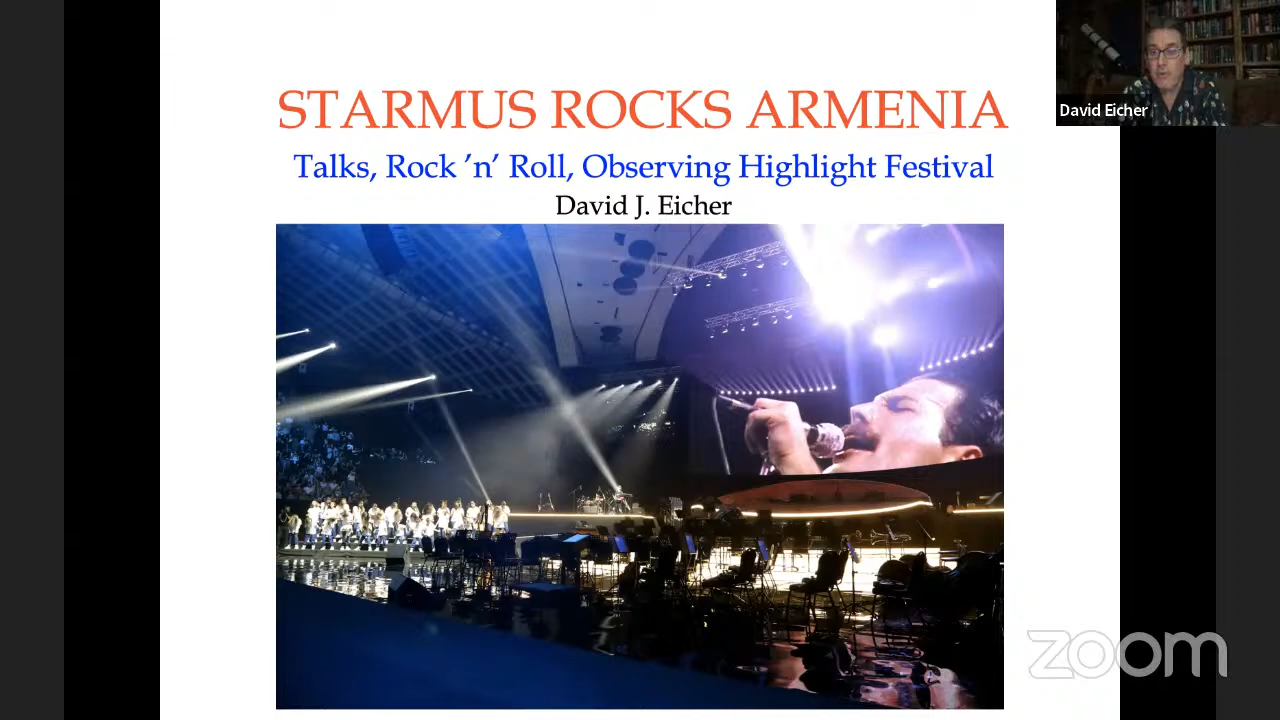 STARMUS ROCKS ARMENIA
Talks, Rock ’n’ Roll, Observing Highlight Festival
David J. Eicher
David Eicher
zoom